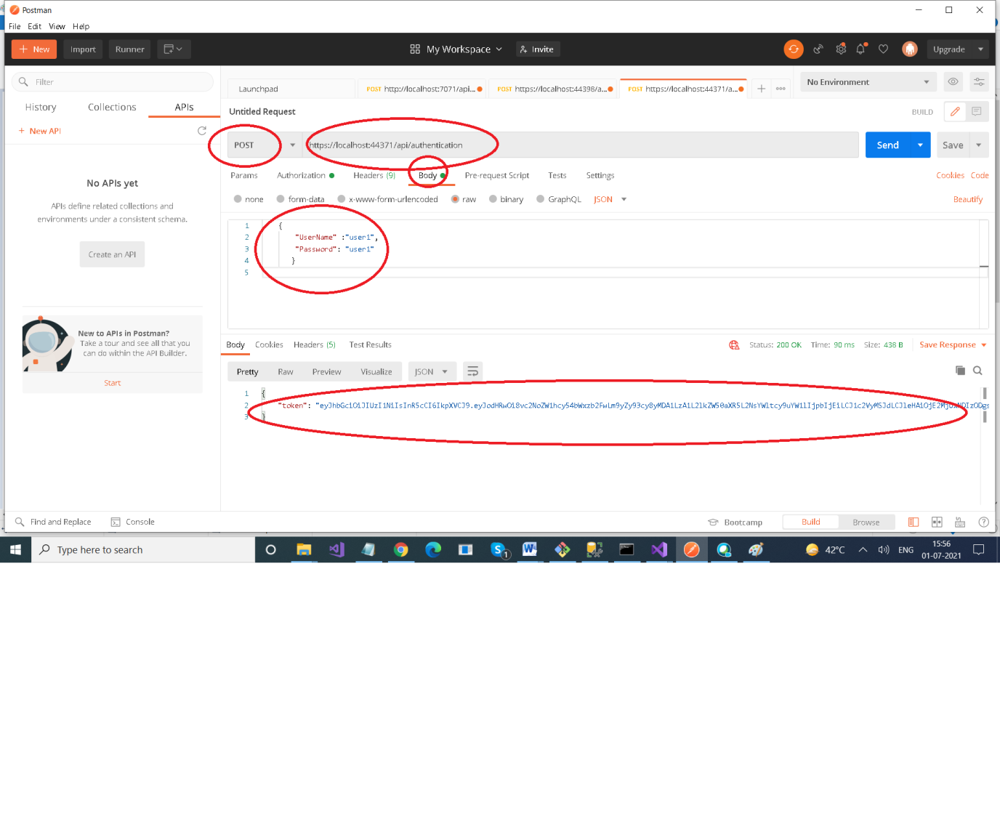 Postman
File Edit View Help
New Import Runner My Workspace Invite Upgrade
Filter
History Collections APIs
+ New API
No APIs yet
APIs define related collections and
environments under a consistent schema.
Create an API
New to APIs in Postman?
Take a tour and see all that you
can do within the API Builder.
Start
Launchpad POST http://localhost:7071/api... POST https://localhost:44398/a... POST https://localhost:44371/a... No Environment
Untitled Request BUILD
POST https://localhost:44371/api/authentication Send Save
Params Authorization Headers (9) Body Pre-request Script Tests Settings Cookies Code
none form-data x-www-form-urlencoded raw binary GraphQL JSON Beautify
1 {
2 "UserName" :"user1",
3 "Password": "user1"
4 }
5
Body Cookies Headers (5) Test Results Status: 200 OK Time: 90 ms Size: 438 B Save Response
Pretty Raw Preview Visualize JSON
1 {
2 "token":
3 }
Find and Replace Console Bootcamp Build Browse
Type here to search 1 42°C ENG 15:56
01-07-2021